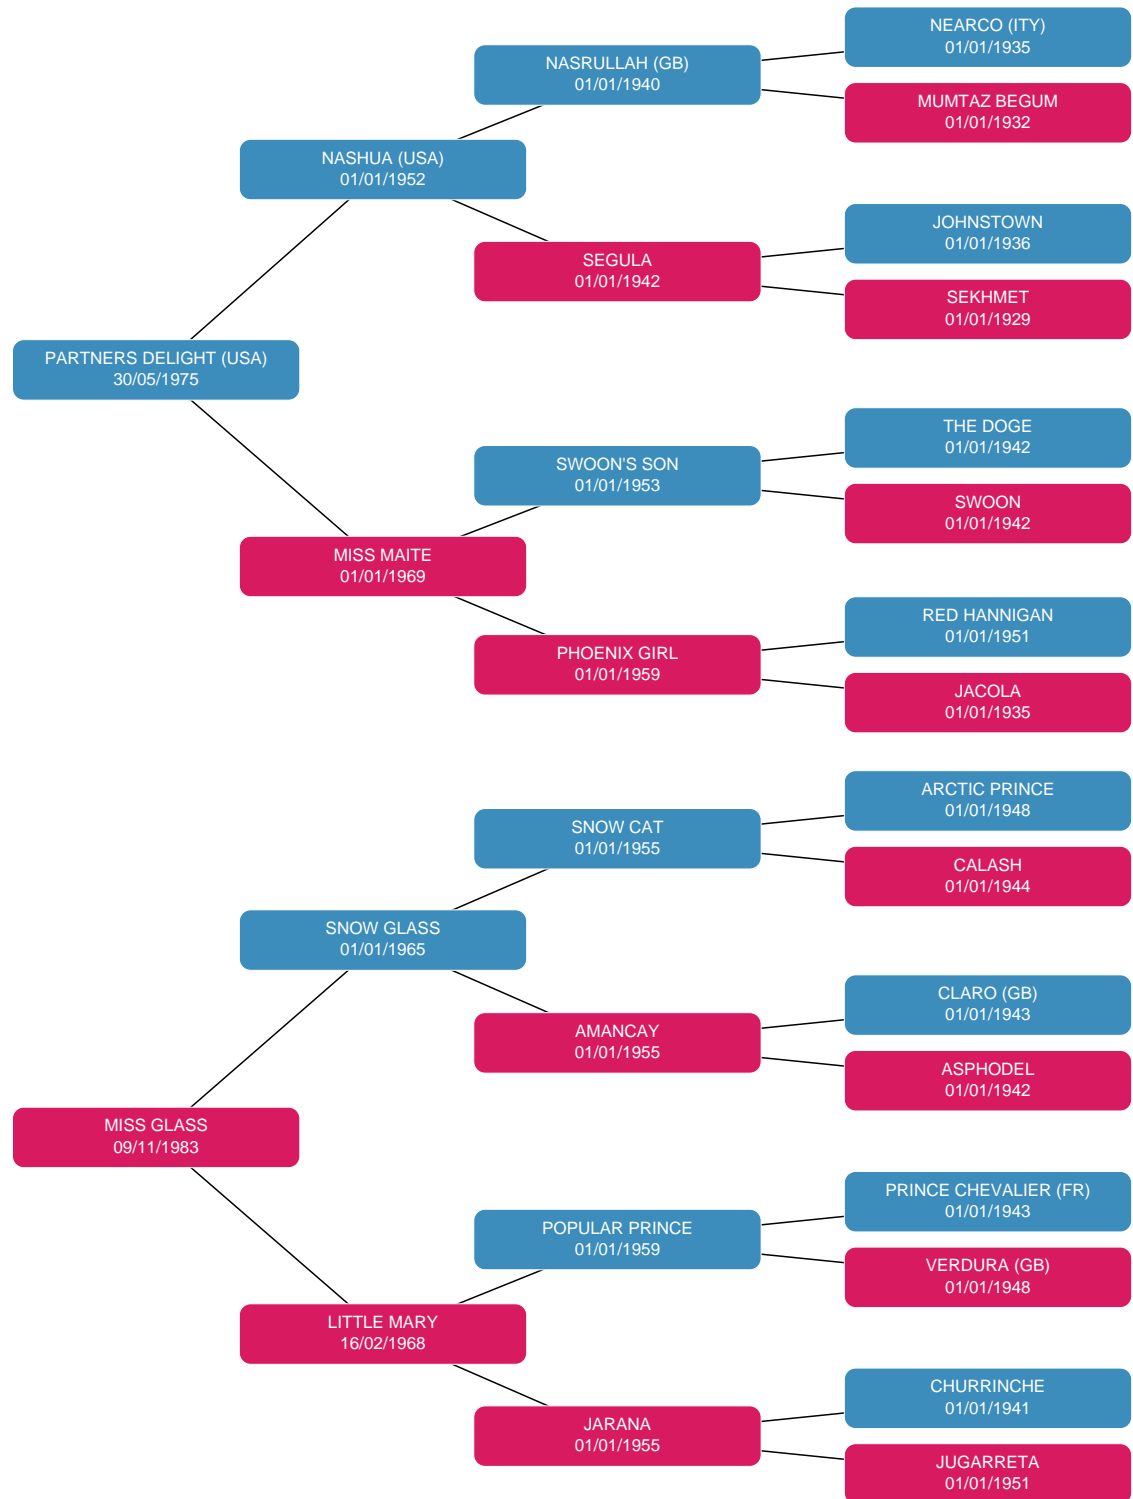 NEARCO (ITY)
01/01/1935
NASRULLAH (GB)
01/01/1940
MUMTAZ BEGUM
01/01/1932
NASHUA (USA)
01/01/1952
JOHNSTOWN
01/01/1936
SEGULA
01/01/1942
SEKHMET
01/01/1929
PARTNERS DELIGHT (USA)
30/05/1975
THE DOGE
01/01/1942
SWOON'S SON
01/01/1953
SWOON
01/01/1942
MISS MAITE
01/01/1969
RED HANNIGAN
01/01/1951
PHOENIX GIRL
01/01/1959
JACOLA
01/01/1935
ARCTIC PRINCE
01/01/1948
SNOW CAT
01/01/1955
CALASH
01/01/1944
SNOW GLASS
01/01/1965
CLARO (GB)
01/01/1943
AMANCAY
01/01/1955
ASPHODEL
01/01/1942
MISS GLASS
09/11/1983
PRINCE CHEVALIER (FR)
01/01/1943
POPULAR PRINCE
01/01/1959
VERDURA (GB)
01/01/1948
LITTLE MARY
16/02/1968
CHURRINCHE
01/01/1941
JARANA
01/01/1955
JUGARRETA
01/01/1951